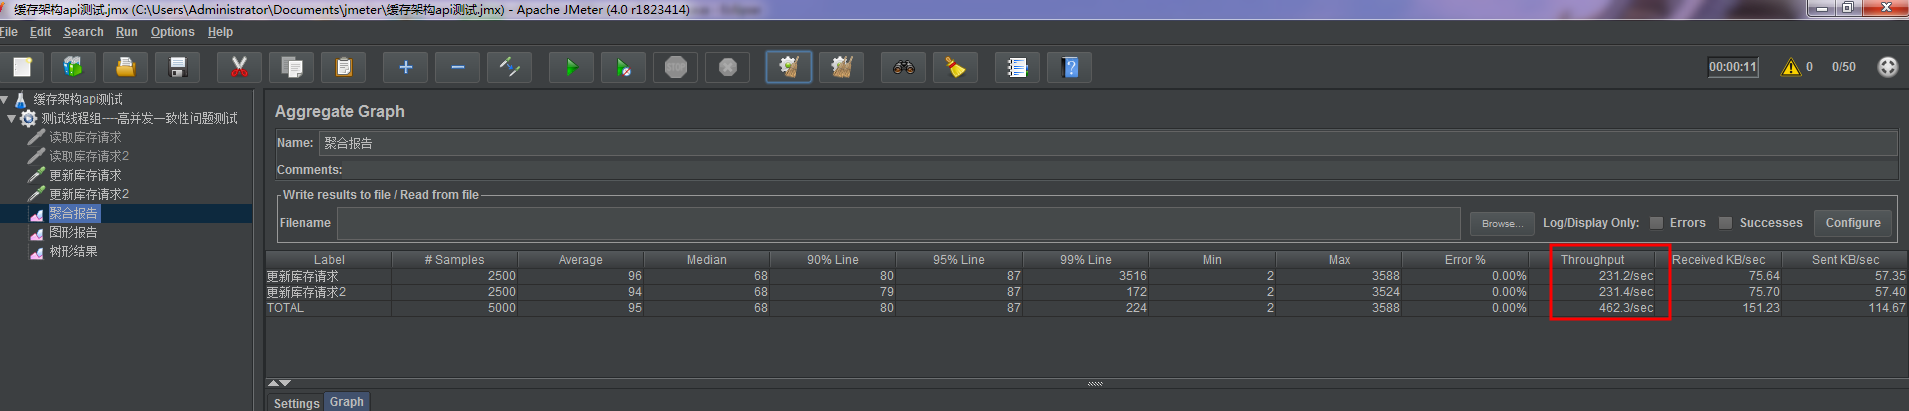 缓存架构api测试.jmx (C:\Users\Administrator\Documents\jmeter\缓存架构api测试.jmx) - Apache JMeter (4.0 r1823414)
File Edit Search Run Options Help
STOP 00:00:11 0 0/50
缓存架构api测试
测试线程组----高并发一致性问题测试
读取库存请求
读取库存请求2
更新库存请求
更新库存请求2
聚合报告
图形报告
树形结果
Aggregate Graph
Name: 聚合报告
Comments:
Write results to file / Read from file
Filename Browse... Log/Display Only: Errors Successes Configure
Label # Samples Average Median 90% Line 95% Line 99% Line Min Max Error % Throughput Received KB/sec Sent KB/sec
更新库存请求 2500 96 68 80 87 3516 2 3588 0.00% 231.2/sec 75.64 57.35
更新库存请求2 2500 94 68 79 87 172 2 3524 0.00% 231.4/sec 75.70 57.40
TOTAL 5000 95 68 80 87 224 2 3588 0.00% 462.3/sec 151.23 114.67
Settings Graph